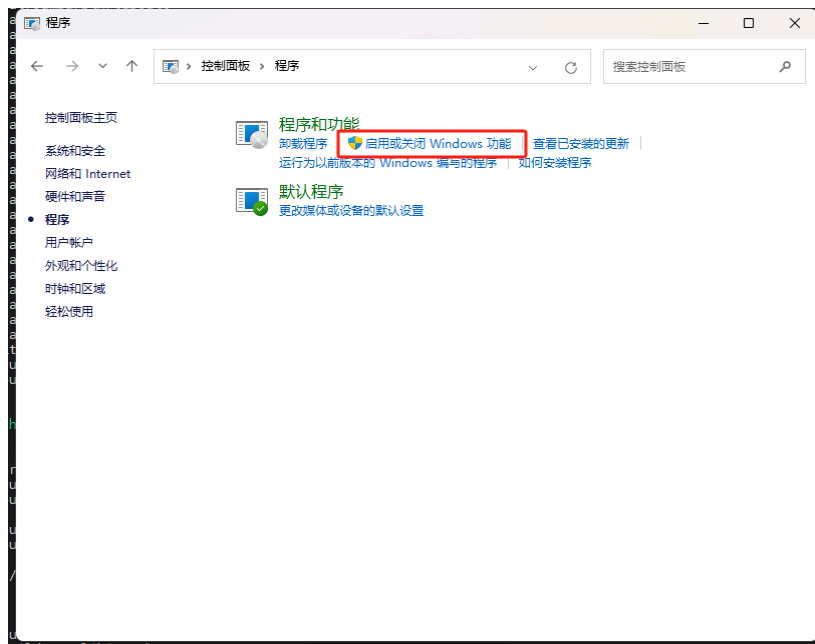 程序
控制面板 › 程序
搜索控制面板
控制面板主页
系统和安全
网络和 Internet
硬件和声音
程序
用户帐户
外观和个性化
时钟和区域
轻松使用
程序和功能
卸载程序 启用或关闭 Windows 功能 查看已安装的更新
运行为以前版本的 Windows 编写的程序 如何安装程序
默认程序
更改媒体或设备的默认设置